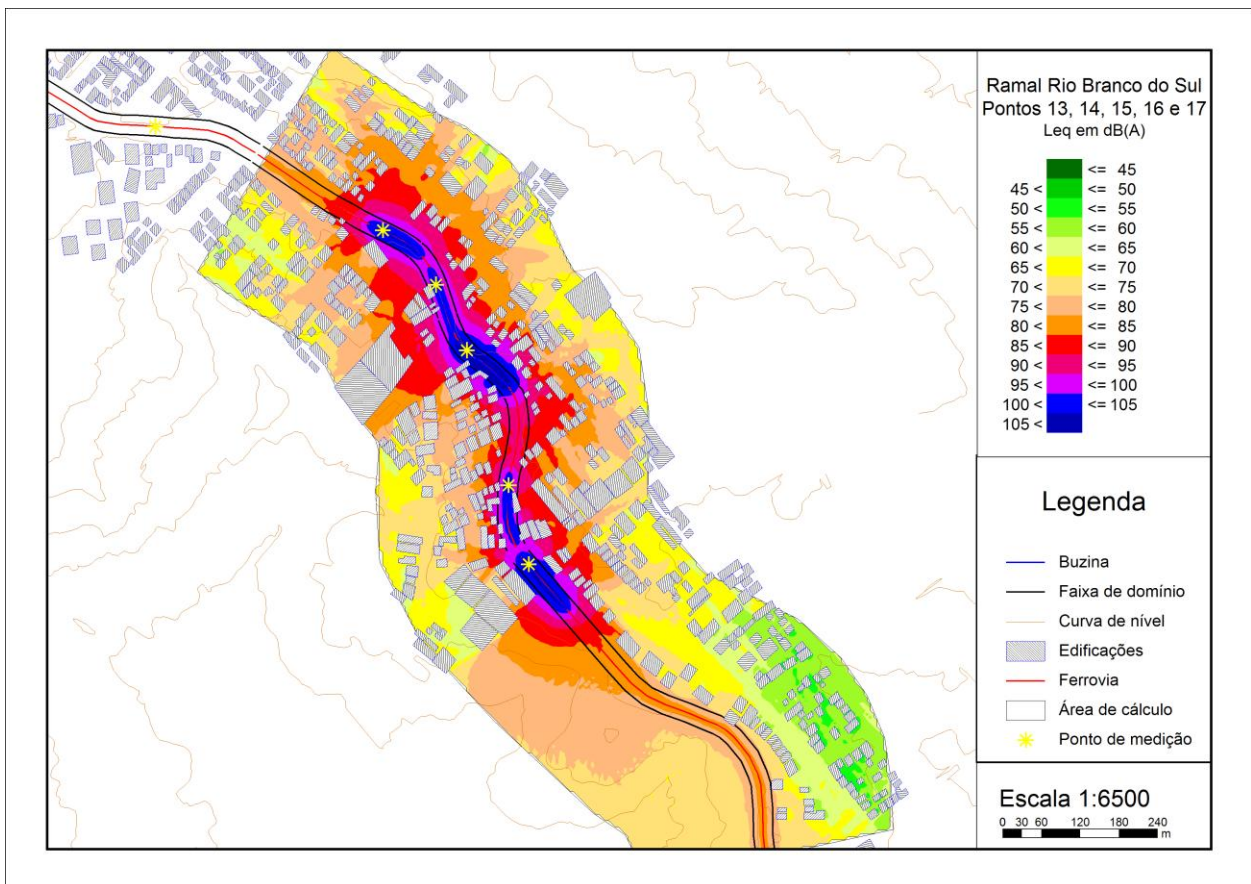 Ramal Rio Branco do Sul
Pontos 13, 14, 15, 16 e 17
Leq em dB(A)
<= 45
45 < <= 50
50 < <= 55
55 < <= 60
60 < <= 65
65 < <= 70
70 < <= 75
75 < <= 80
80 < <= 85
85 < <= 90
90 < <= 95
95 < <= 100
100 < <= 105
105 <
Legenda
Buzina
Faixa de domínio
Curva de nível
Edificações
Ferrovia
Área de cálculo
Ponto de medição
Escala 1:6500
0 30 60 120 180 240
m